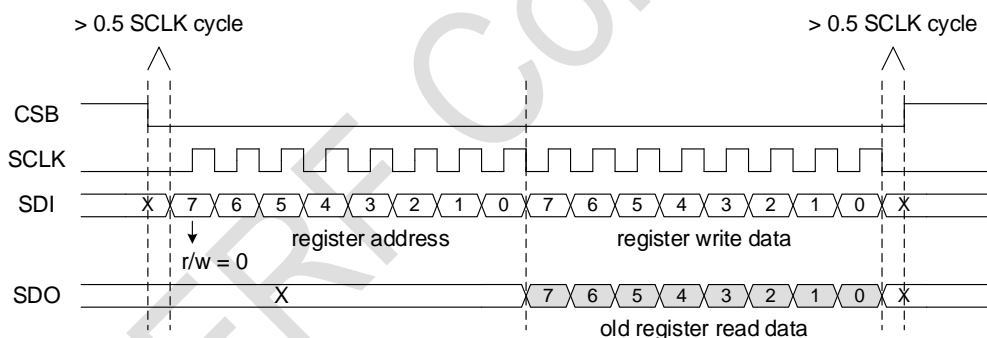 > 0.5 SCLK cycle > 0.5 SCLK cycle
CSB
SCLK
SDI X 7 6 5 4 3 2 1 0 7 6 5 4 3 2 1 0 X
register address register write data
r/w = 0
SDO X 7 6 5 4 3 2 1 0 X
old register read data